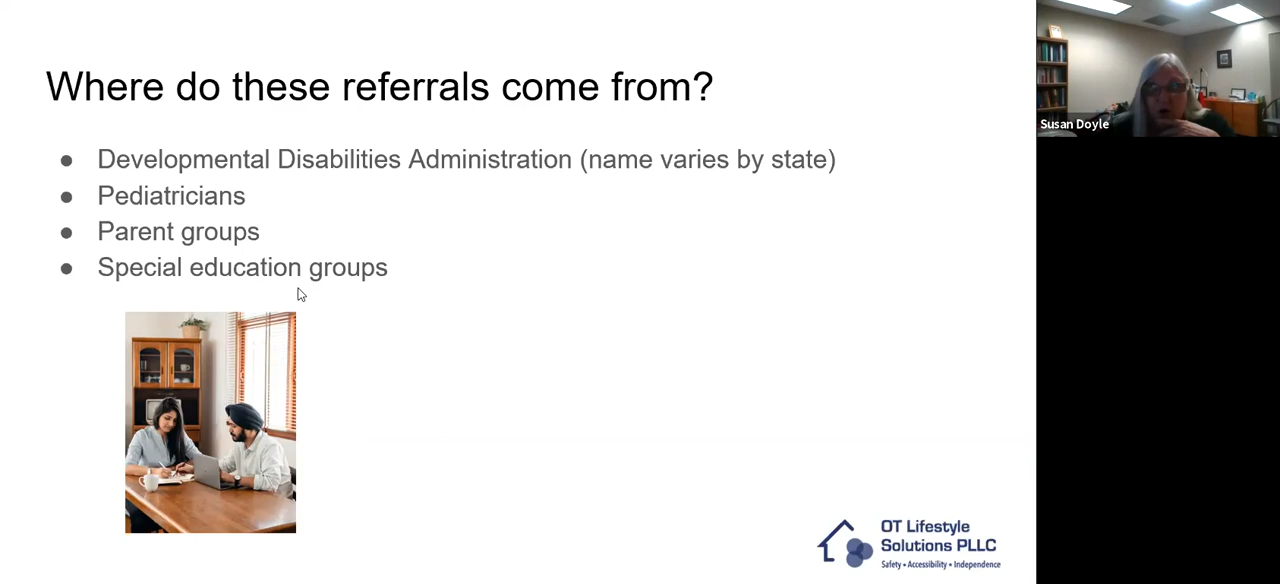 Where do these referrals come from?
● Developmental Disabilities Administration (name varies by state)
● Pediatricians
● Parent groups
● Special education groups
OT Lifestyle
Solutions PLLC
Safety • Accessibility • Independence
Susan Doyle